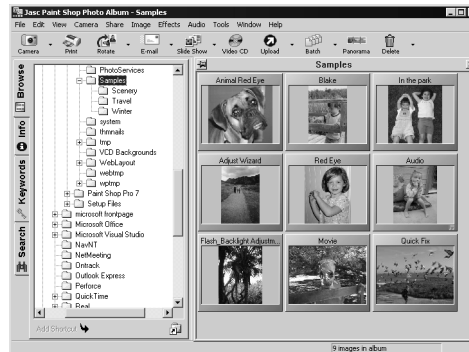 Jasc Paint Shop Photo Album - Samples
File Edit View Camera Share Image Effects Audio Tools Window Help
Camera Print Rotate E-mail Slide Show Video CD Upload Batch Panorama Delete
Browse
Info
Keywords
Search
PhotoServices
Samples
Scenery
Travel
Winter
system
thmnails
tmp
VCD Backgrounds
WebLayout
webtmp
wptmp
Paint Shop Pro 7
Setup Files
microsoft frontpage
Microsoft Office
Microsoft Visual Studio
NavNT
NetMeeting
Ontrack
Outlook Express
Perforce
QuickTime
Real
Add Shortcut
Samples
Animal Red Eye Blake In the park
Adjust Wizard Red Eye Audio
Flash_Backlight Adjustm... Movie Quick Fix
9 images in album